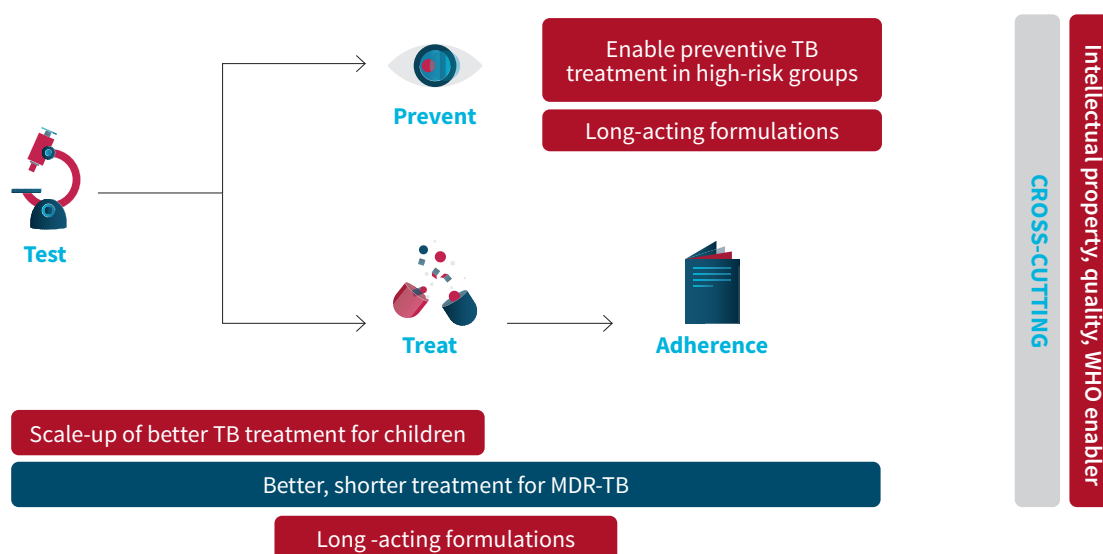 Enable preventive TB
treatment in high-risk groups
Prevent
Long-acting formulations
Test
Treat
Adherence
Scale-up of better TB treatment for children
Better, shorter treatment for MDR-TB
Long -acting formulations
CROSS-CUTTING
Intellectual property, quality, WHO enabler